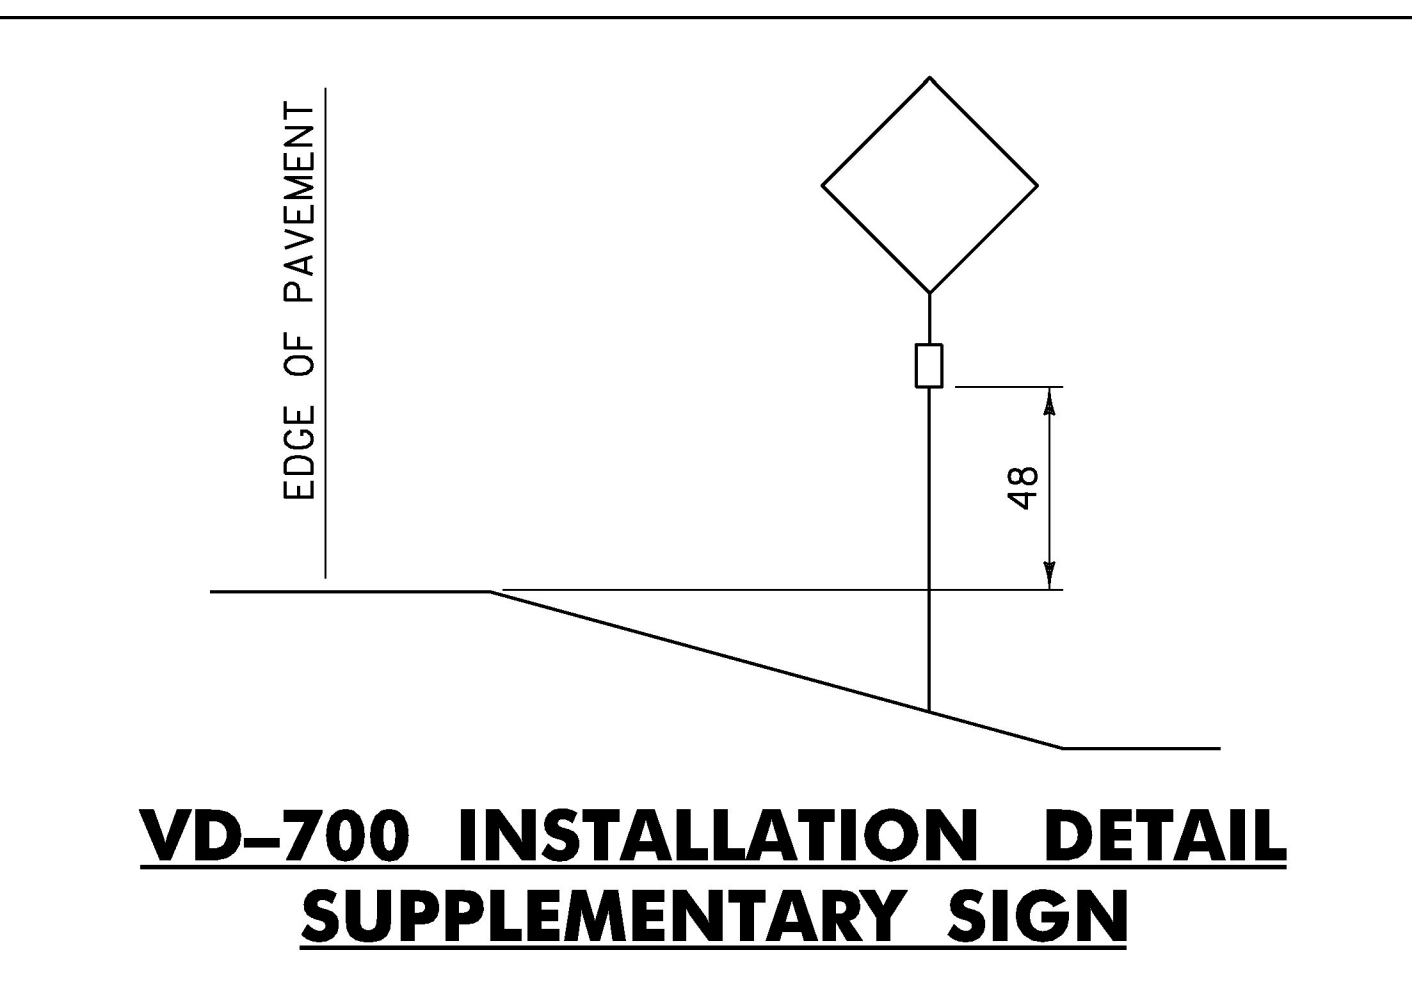 EDGE OF PAVEMENT
48
VD–700 INSTALLATION DETAIL
SUPPLEMENTARY SIGN